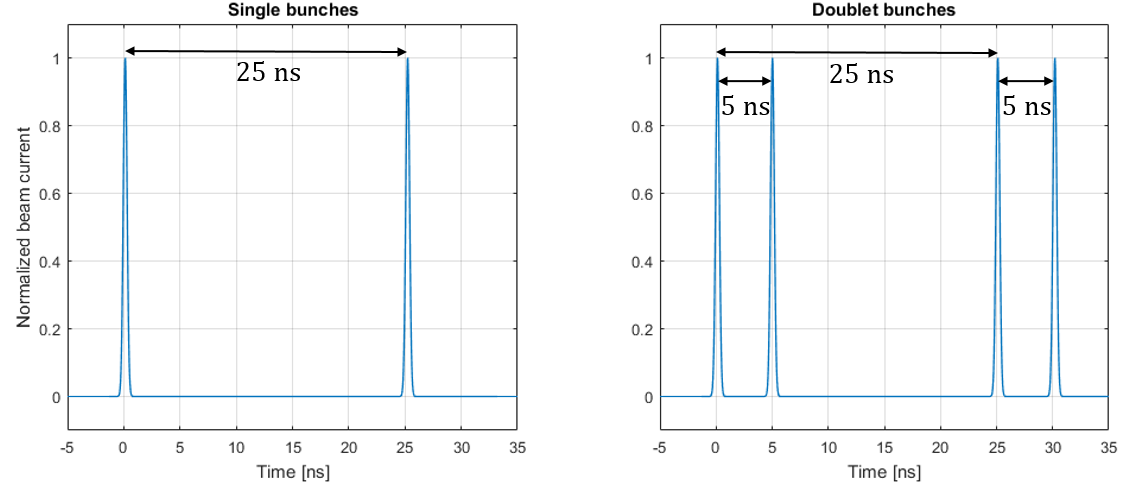 Single bunches
25 ns
Normalized beam current
1
0.8
0.6
0.4
0.2
0
-5 0 5 10 15 20 25 30 35
Time [ns]
Doublet bunches
25 ns
5 ns 5 ns
1
0.8
0.6
0.4
0.2
0
-5 0 5 10 15 20 25 30 35
Time [ns]